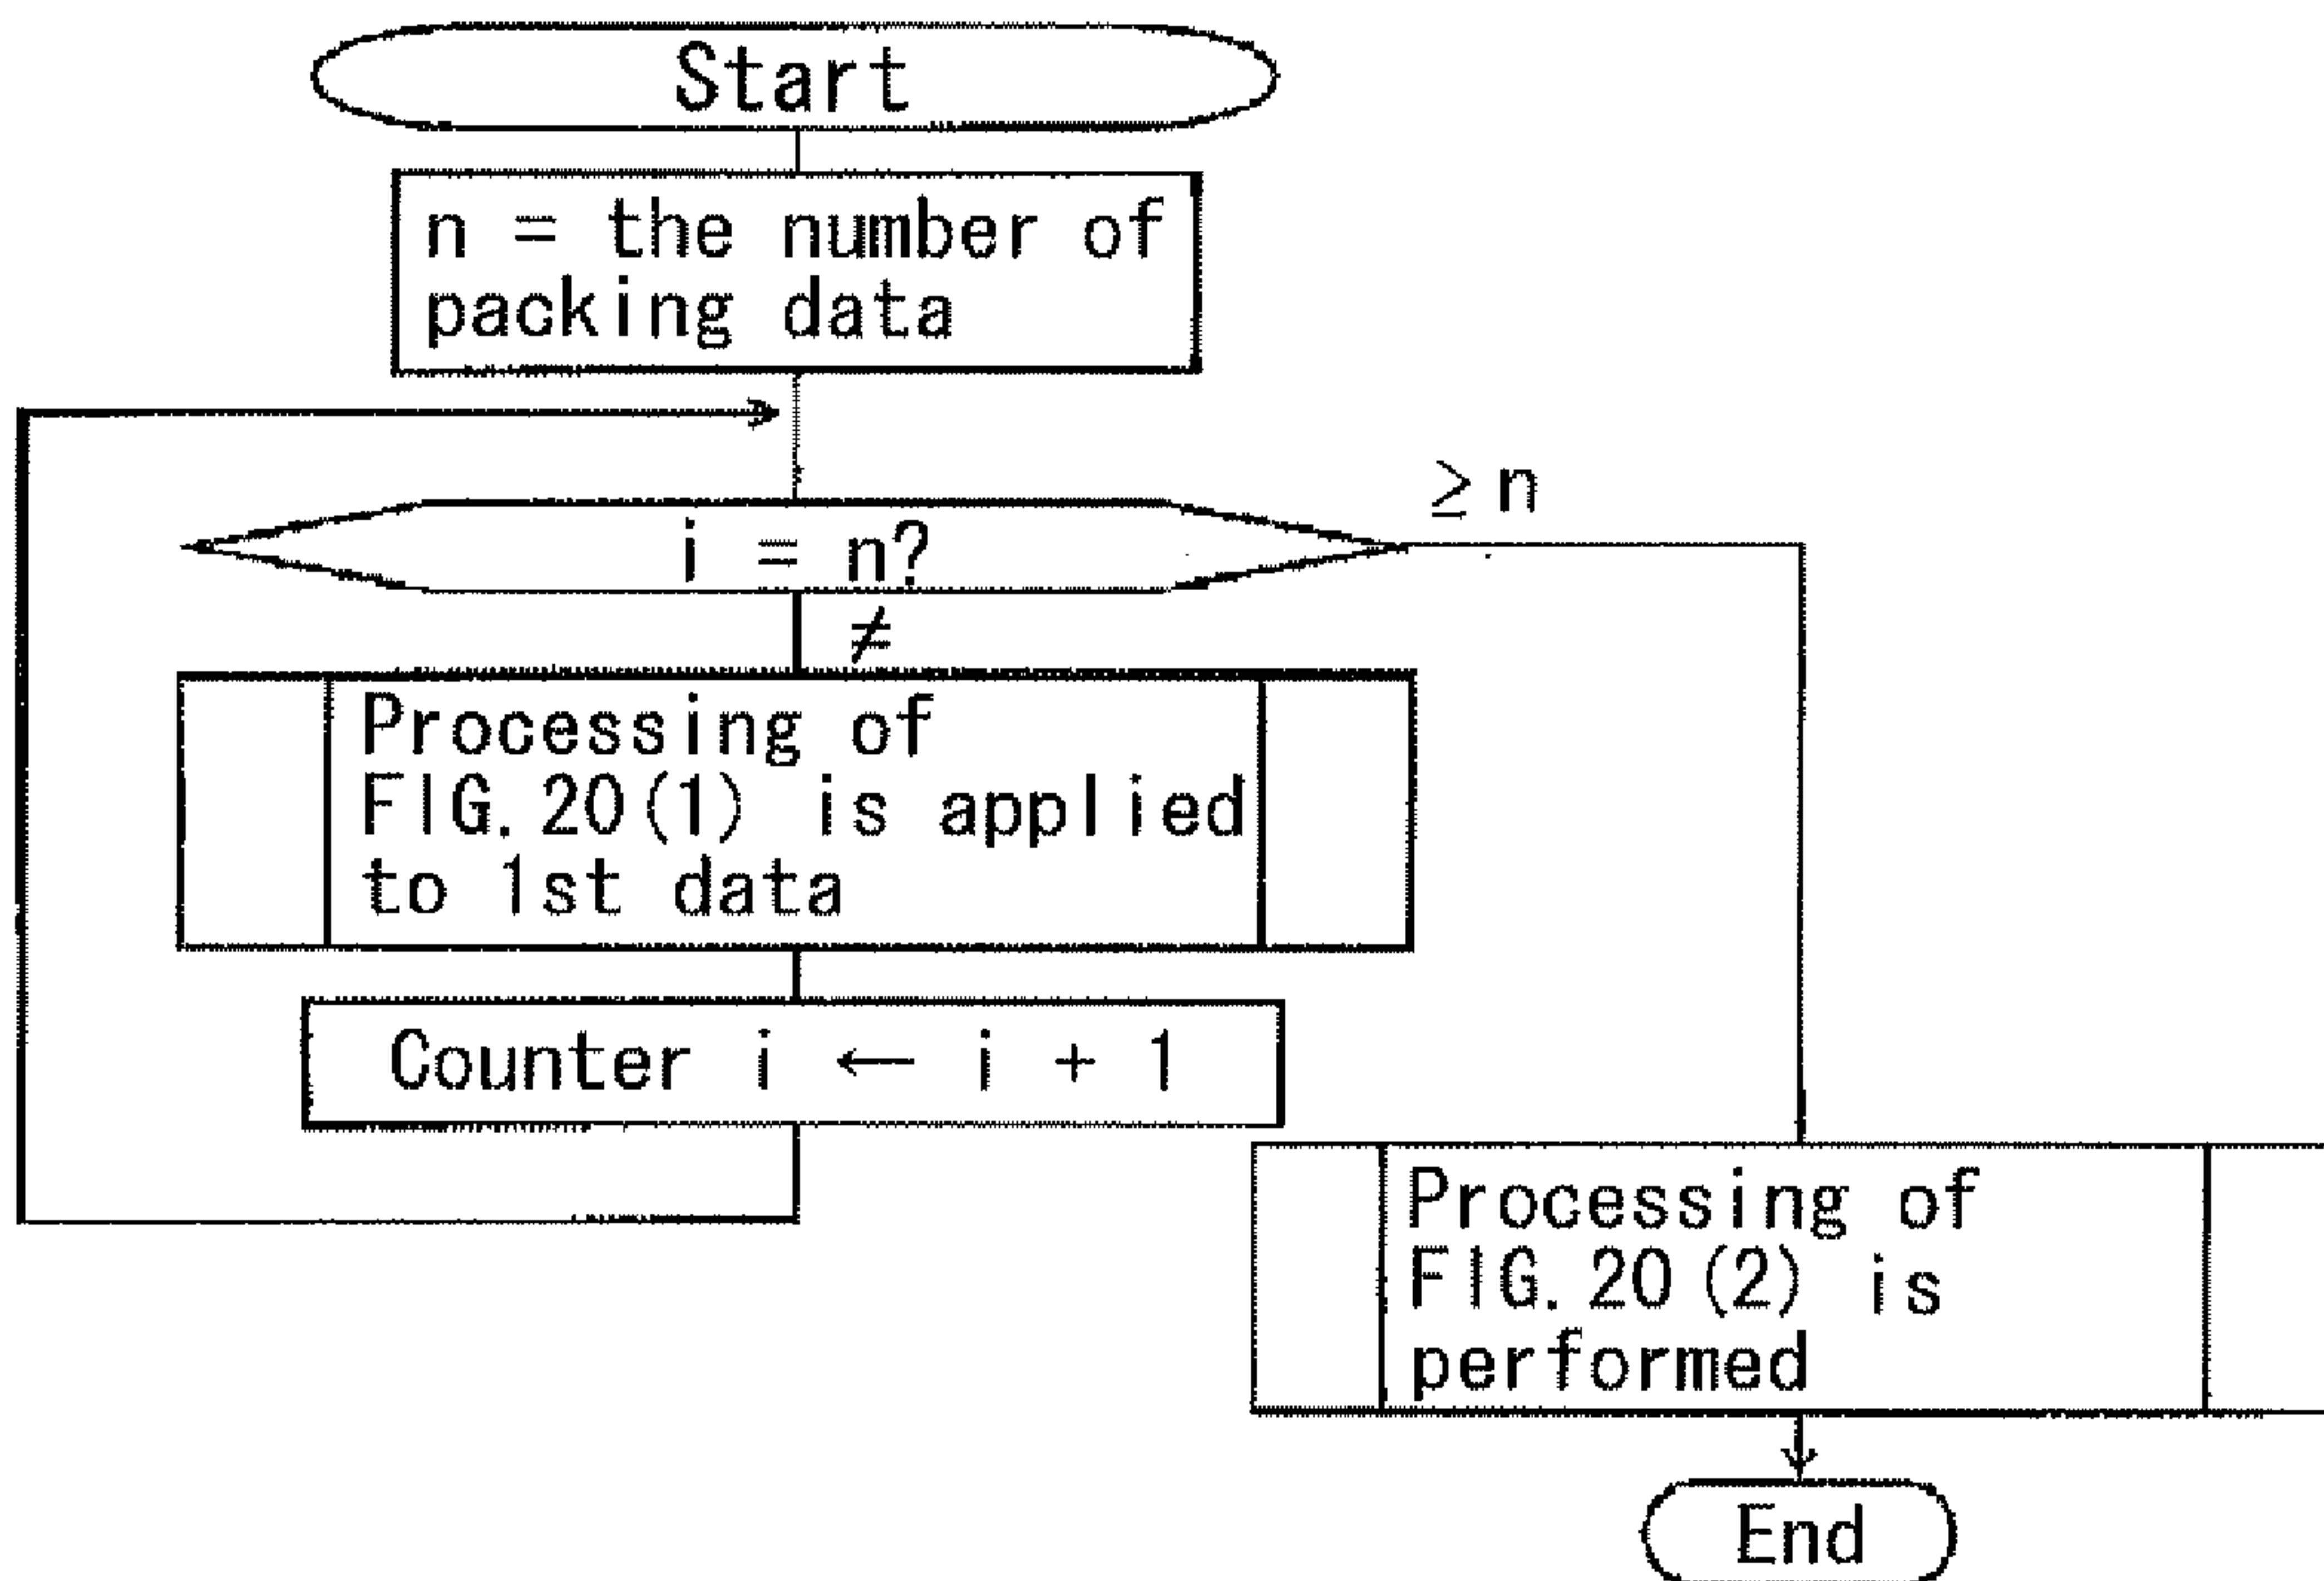 Start
n = the number of
packing data
≥ n
i = n?
≠
Processing of
FIG. 20(1) is applied
to 1st data
Counter i ← i + 1
Processing of
FIG. 20 (2) is
performed
End